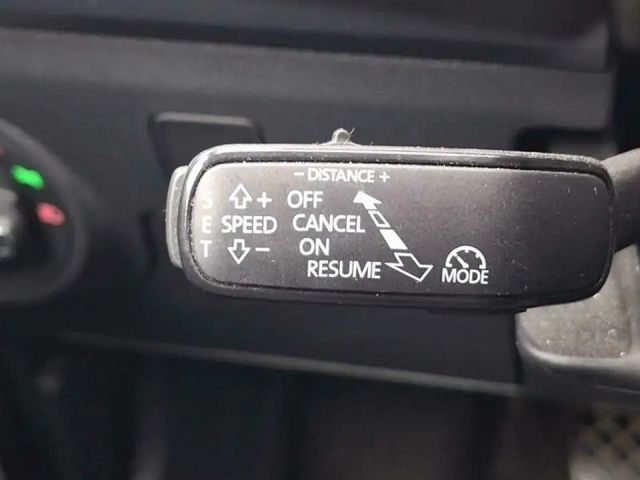 - DISTANCE +
S + OFF
E SPEED CANCEL
T - ON
RESUME
MODE